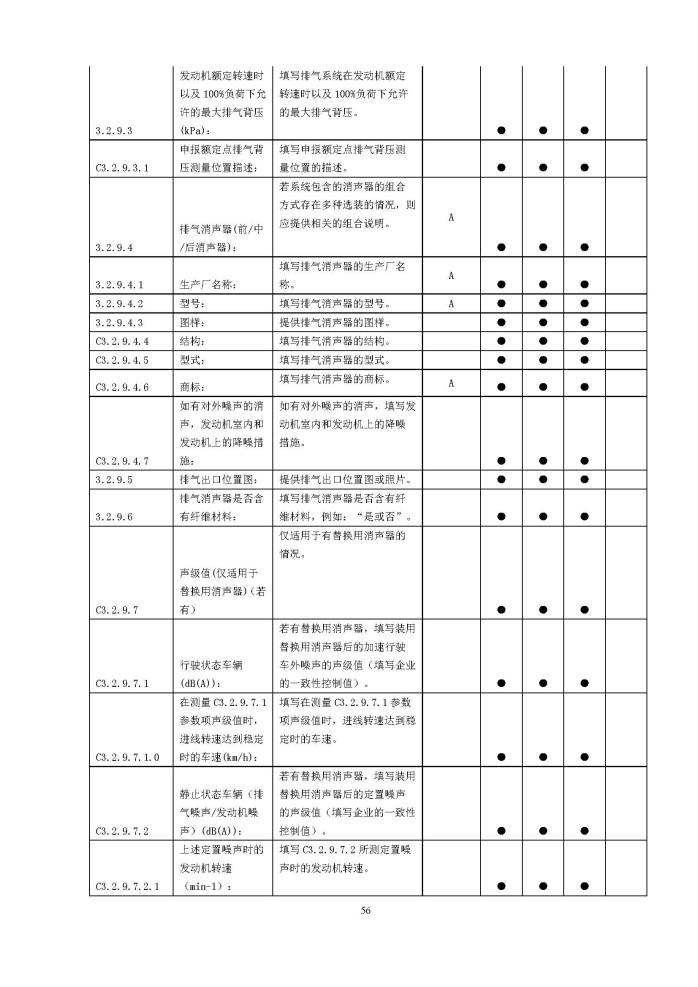 发动机额定转速时
以及 100%负荷下允
许的最大排气背压
3.2.9.3
(kPa)：
填写排气系统在发动机额定
转速时以及 100%负荷下允许
的最大排气背压。
● ● ●
申报额定点排气背
C3.2.9.3.1
压测量位置描述：
填写申报额定点排气背压测
量位置的描述。
● ● ●
3.2.9.4
排气消声器(前/中
/后消声器)：
若系统包含的消声器的组合
方式存在多种选装的情况，则
应提供相关的组合说明。
A
● ● ●
3.2.9.4.1
生产厂名称：
填写排气消声器的生产厂名
称。
A
● ● ●
3.2.9.4.2 型号： 填写排气消声器的型号。 A ● ● ●
3.2.9.4.3 图样： 提供排气消声器的图样。 ● ● ●
C3.2.9.4.4 结构： 填写排气消声器的结构。 ● ● ●
C3.2.9.4.5 型式： 填写排气消声器的型式。 ● ● ●
C3.2.9.4.6 商标： 填写排气消声器的商标。 A ● ● ●
C3.2.9.4.7
如有对外噪声的消
声，发动机室内和
发动机上的降噪措
施：
如有对外噪声的消声，填写发
动机室内和发动机上的降噪
措施。
● ● ●
3.2.9.5 排气出口位置图： 提供排气出口位置图或照片。 ● ● ●
3.2.9.6
排气消声器是否含
有纤维材料：
填写排气消声器是否含有纤
维材料，例如：“是或否”。
● ● ●
C3.2.9.7
声级值(仅适用于
替换用消声器)（若
有）
仅适用于有替换用消声器的
情况。
● ● ●
C3.2.9.7.1
行驶状态车辆
(dB(A))：
若有替换用消声器，填写装用
替换用消声器后的加速行驶
车外噪声的声级值（填写企业
的一致性控制值）。
● ● ●
C3.2.9.7.1.0
在测量 C3.2.9.7.1
参数项声级值时，
进线转速达到稳定
时的车速(km/h)：
填写在测量 C3.2.9.7.1 参数
项声级值时，进线转速达到稳
定时的车速。
● ● ●
C3.2.9.7.2
静止状态车辆（排
气噪声/发动机噪
声）(dB(A))：
若有替换用消声器，填写装用
替换用消声器后的定置噪声
的声级值（填写企业的一致性
控制值）。
● ● ●
C3.2.9.7.2.1
上述定置噪声时的
发动机转速
（min-1）：
填写 C3.2.9.7.2 所测定置噪
声时的发动机转速。
● ● ●
56